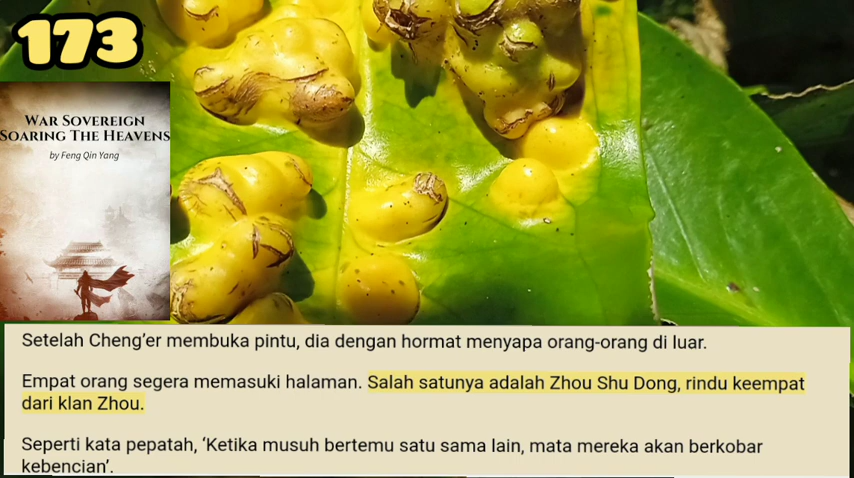 173
WAR SOVEREIGN
SOARING THE HEAVENS
by Feng Qin Yang
Setelah Cheng’er membuka pintu, dia dengan hormat menyapa orang-orang di luar.
Empat orang segera memasuki halaman. Salah satunya adalah Zhou Shu Dong, rindu keempat
dari klan Zhou.
Seperti kata pepatah, ‘Ketika musuh bertemu satu sama lain, mata mereka akan berkobar
kebencian’.